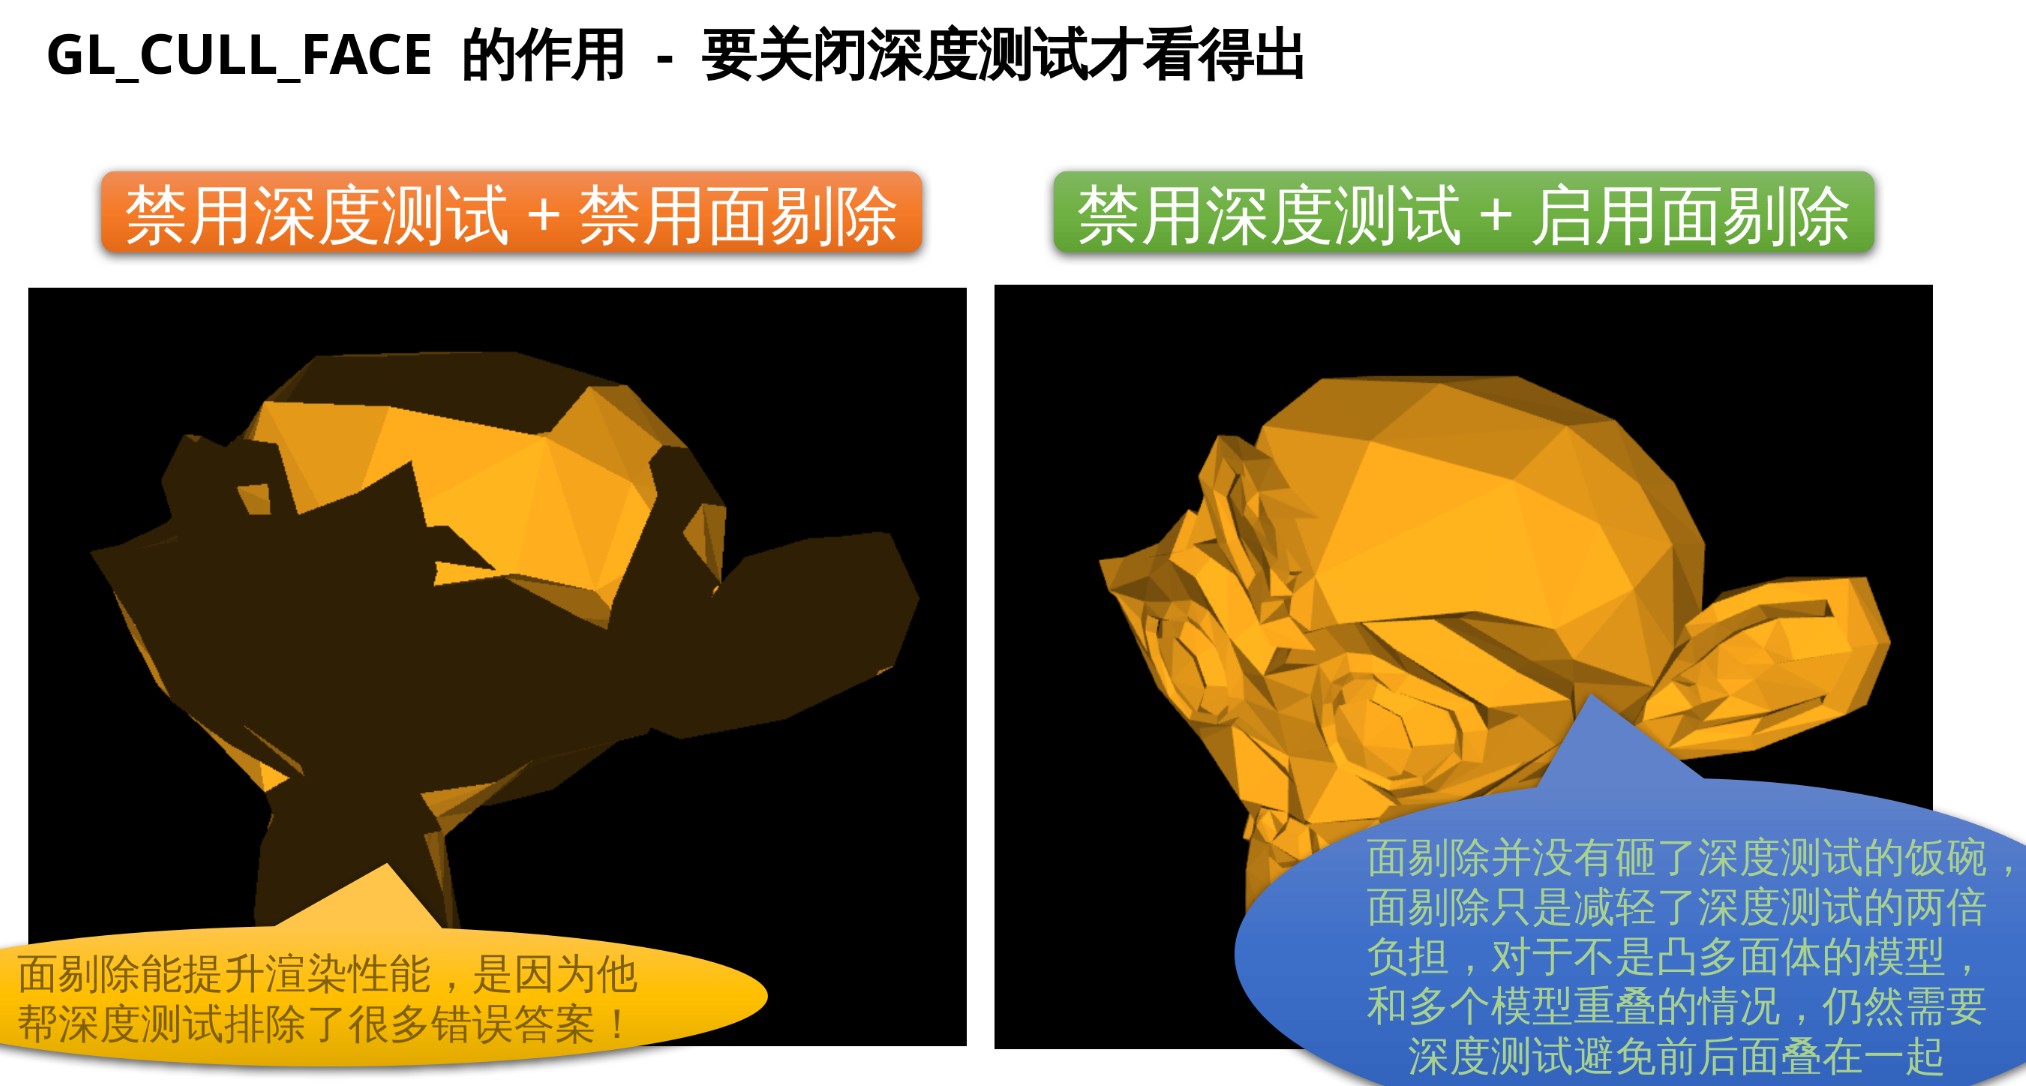 GL_CULL_FACE 的作用 - 要关闭深度测试才看得出
禁用深度测试 + 禁用面剔除
禁用深度测试 + 启用面剔除
面剔除能提升渲染性能，是因为他
帮深度测试排除了很多错误答案！
面剔除并没有砸了深度测试的饭碗，
面剔除只是减轻了深度测试的两倍
负担，对于不是凸多面体的模型，
和多个模型重叠的情况，仍然需要
深度测试避免前后面叠在一起